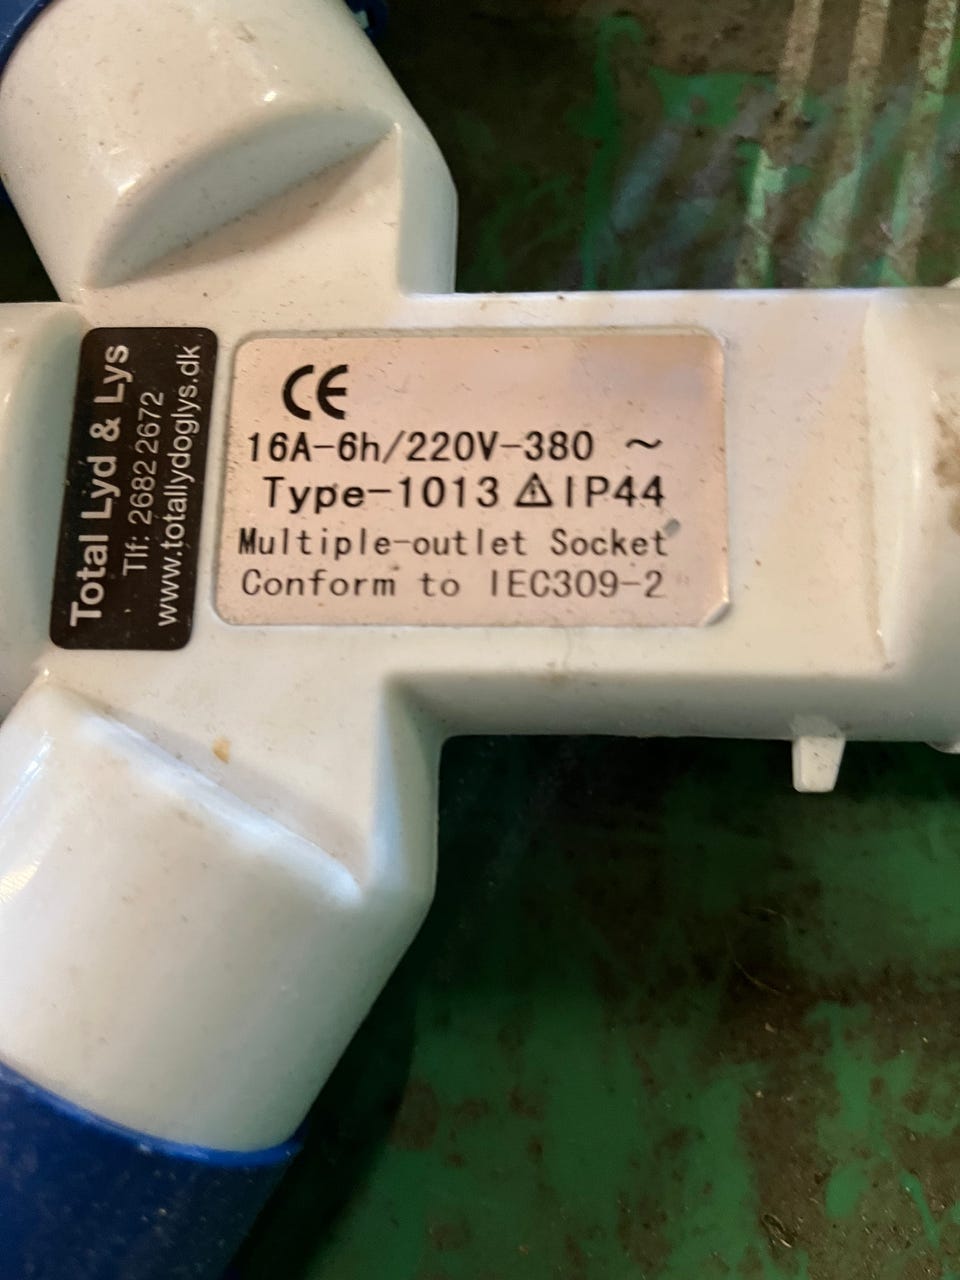 Total Lyd & Lys
Tlf: 2682 2672
www.totallydoglys.dk
CE
16A-6h/220V-380 ~
Type-1013 ⚠ IP44
Multiple-outlet Socket
Conform to IEC309-2